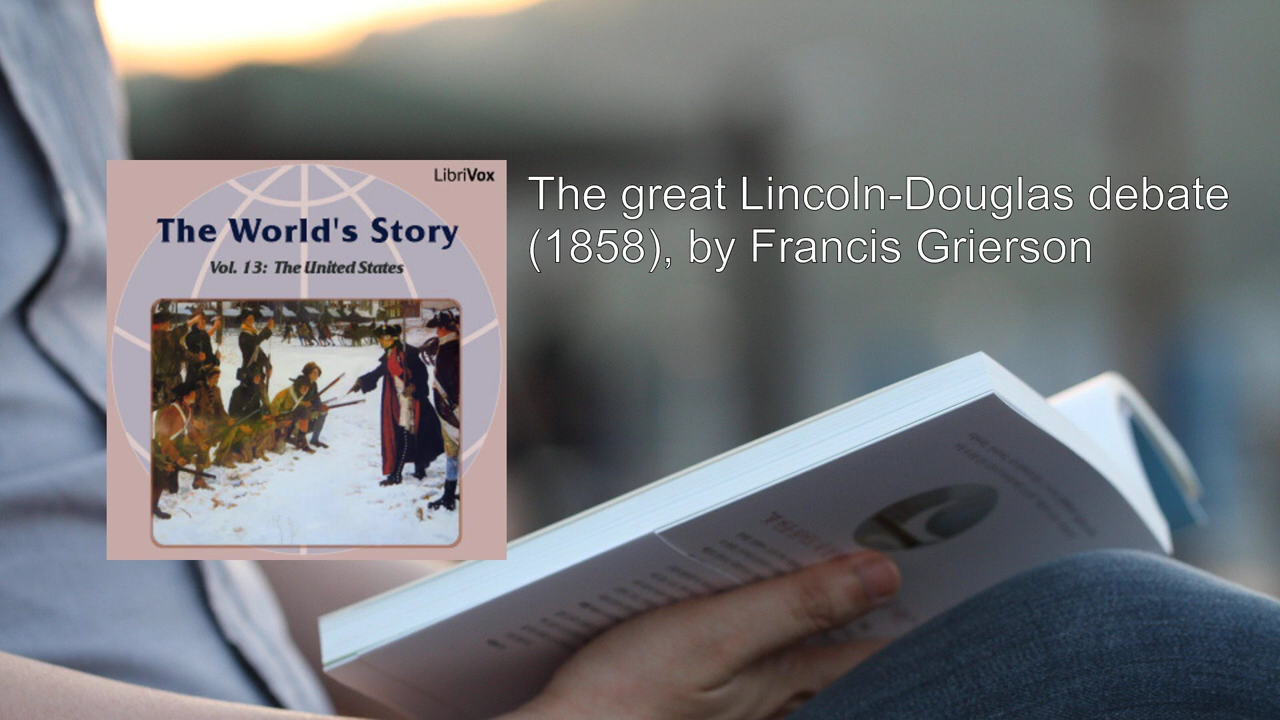 LibriVox
The World's Story
Vol. 13: The United States
The great Lincoln-Douglas debate
(1858), by Francis Grierson